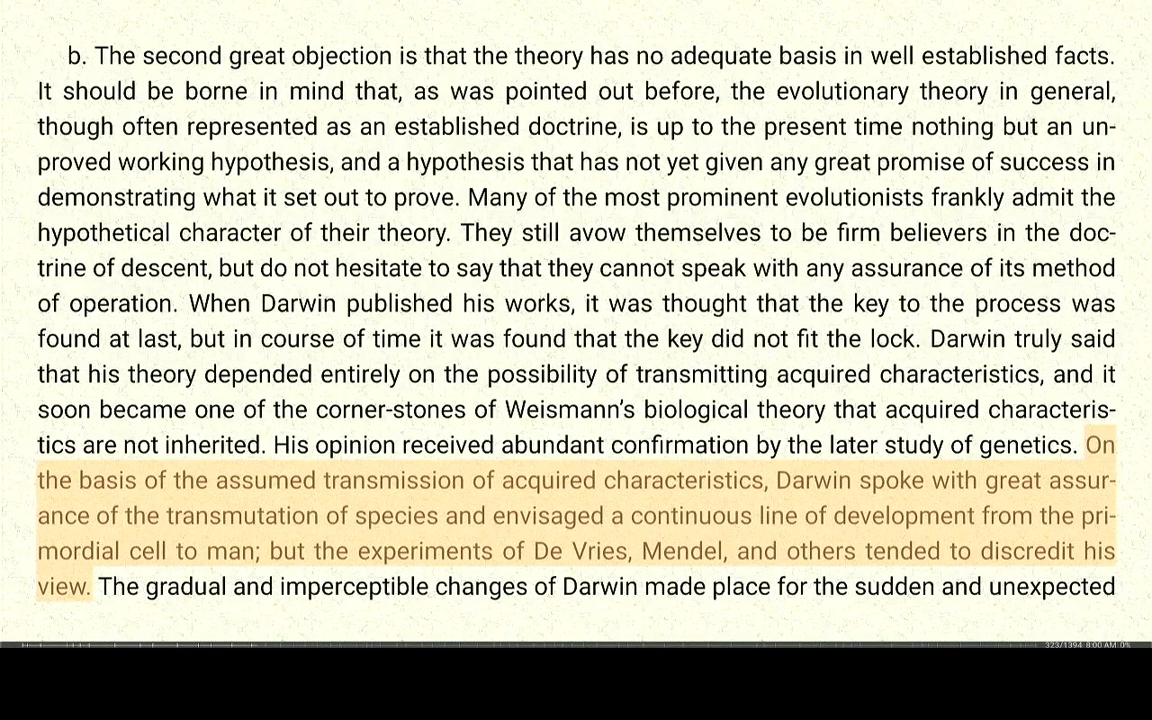 b. The second great objection is that the theory has no adequate basis in well established facts.
It should be borne in mind that, as was pointed out before, the evolutionary theory in general,
though often represented as an established doctrine, is up to the present time nothing but an un-
proved working hypothesis, and a hypothesis that has not yet given any great promise of success in
demonstrating what it set out to prove. Many of the most prominent evolutionists frankly admit the
hypothetical character of their theory. They still avow themselves to be firm believers in the doc-
trine of descent, but do not hesitate to say that they cannot speak with any assurance of its method
of operation. When Darwin published his works, it was thought that the key to the process was
found at last, but in course of time it was found that the key did not fit the lock. Darwin truly said
that his theory depended entirely on the possibility of transmitting acquired characteristics, and it
soon became one of the corner-stones of Weismann’s biological theory that acquired characteris-
tics are not inherited. His opinion received abundant confirmation by the later study of genetics. On
the basis of the assumed transmission of acquired characteristics, Darwin spoke with great assur-
ance of the transmutation of species and envisaged a continuous line of development from the pri-
mordial cell to man; but the experiments of De Vries, Mendel, and others tended to discredit his
view. The gradual and imperceptible changes of Darwin made place for the sudden and unexpected
323/1394 8:00 AM 0%